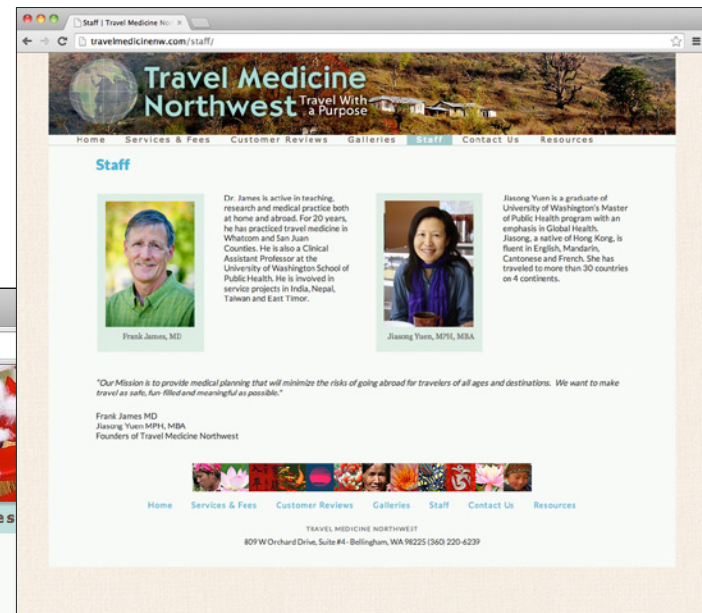 Staff | Travel Medicine Nor
travelmedicinenw.com/staff/
Travel Medicine
Northwest Travel With
a Purpose
Home Services & Fees Customer Reviews Galleries Staff Contact Us Resources
Staff
Dr. James is active in teaching,
research and medical practice both
at home and abroad. For 20 years,
he has practiced travel medicine in
Whatcom and San Juan
Counties. He is also a Clinical
Assistant Professor at the
University of Washington School of
Public Health. He is involved in
service projects in India, Nepal,
Taiwan and East Timor.
Frank James, MD
Jiasong Yuen is a graduate of
University of Washington's Master
of Public Health program with an
emphasis in Global Health.
Jiasong, a native of Hong Kong, is
fluent in English, Mandarin,
Cantonese and French. She has
traveled to more than 30 countries
on 4 continents.
Jiasong Yuen, MPH, MBA
"Our Mission is to provide medical planning that will minimize the risks of going abroad for travelers of all ages and destinations. We want to make
travel as safe, fun-filled and meaningful as possible."
Frank James MD
Jiasong Yuen MPH, MBA
Founders of Travel Medicine Northwest
Home Services & Fees Customer Reviews Galleries Staff Contact Us Resources
TRAVEL MEDICINE NORTHWEST
809 W Orchard Drive, Suite #4 - Bellingham, WA 98225 (360) 220-6239